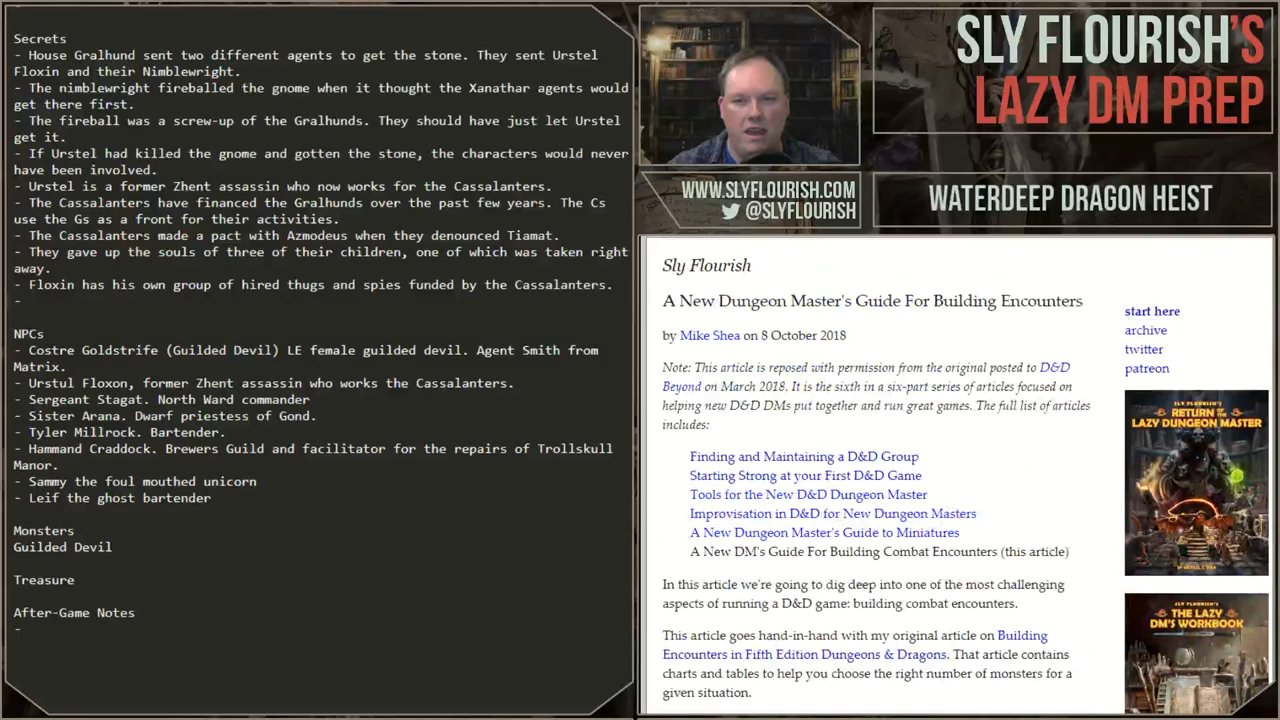 Secrets
- House Gralhund sent two different agents to get the stone. They sent Urstel
Floxin and their Nimblewright.
- The nimblewright fireballed the gnome when it thought the Xanathar agents would
get there first.
- The fireball was a screw-up of the Gralhunds. They should have just let Urstel
get it.
- If Urstel had killed the gnome and gotten the stone, the characters would never
have been involved.
- Urstel is a former Zhent assassin who now works for the Cassalanters.
- The Cassalanters have financed the Gralhunds over the past few years. The Cs
use the Gs as a front for their activities.
- The Cassalanters made a pact with Azmodeus when they denounced Tiamat.
- They gave up the souls of three of their children, one of which was taken right
away.
- Floxin has his own group of hired thugs and spies funded by the Cassalanters.
-
NPCs
- Costre Goldstrife (Guilded Devil) LE female guilded devil. Agent Smith from
Matrix.
- Urstul Floxon, former Zhent assassin who works the Cassalanters.
- Sergeant Stagat. North Ward commander
- Sister Arana. Dwarf priestess of Gond.
- Tyler Millrock. Bartender.
- Hammand Craddock. Brewers Guild and facilitator for the repairs of Trollskull
Manor.
- Sammy the foul mouthed unicorn
- Leif the ghost bartender
Monsters
Guilded Devil
Treasure
After-Game Notes
-
SLY FLOURISH'S
LAZY DM PREP
WWW.SLYFLOURISH.COM
@SLYFLOURISH
WATERDEEP DRAGON HEIST
Sly Flourish
A New Dungeon Master's Guide For Building Encounters
by Mike Shea on 8 October 2018
Note: This article is reposed with permission from the original posted to D&D
Beyond on March 2018. It is the sixth in a six-part series of articles focused on
helping new D&D DMs put together and run great games. The full list of articles
includes:
Finding and Maintaining a D&D Group
Starting Strong at your First D&D Game
Tools for the New D&D Dungeon Master
Improvisation in D&D for New Dungeon Masters
A New Dungeon Master's Guide to Miniatures
A New DM's Guide For Building Combat Encounters (this article)
In this article we're going to dig deep into one of the most challenging
aspects of running a D&D game: building combat encounters.
This article goes hand-in-hand with my original article on Building
Encounters in Fifth Edition Dungeons & Dragons. That article contains
charts and tables to help you choose the right number of monsters for a
given situation.
start here
archive
twitter
patreon
SLY FLOURISH'S
RETURN OF THE
LAZY DUNGEON MASTER
SLY FLOURISH'S
THE LAZY
DM'S WORKBOOK